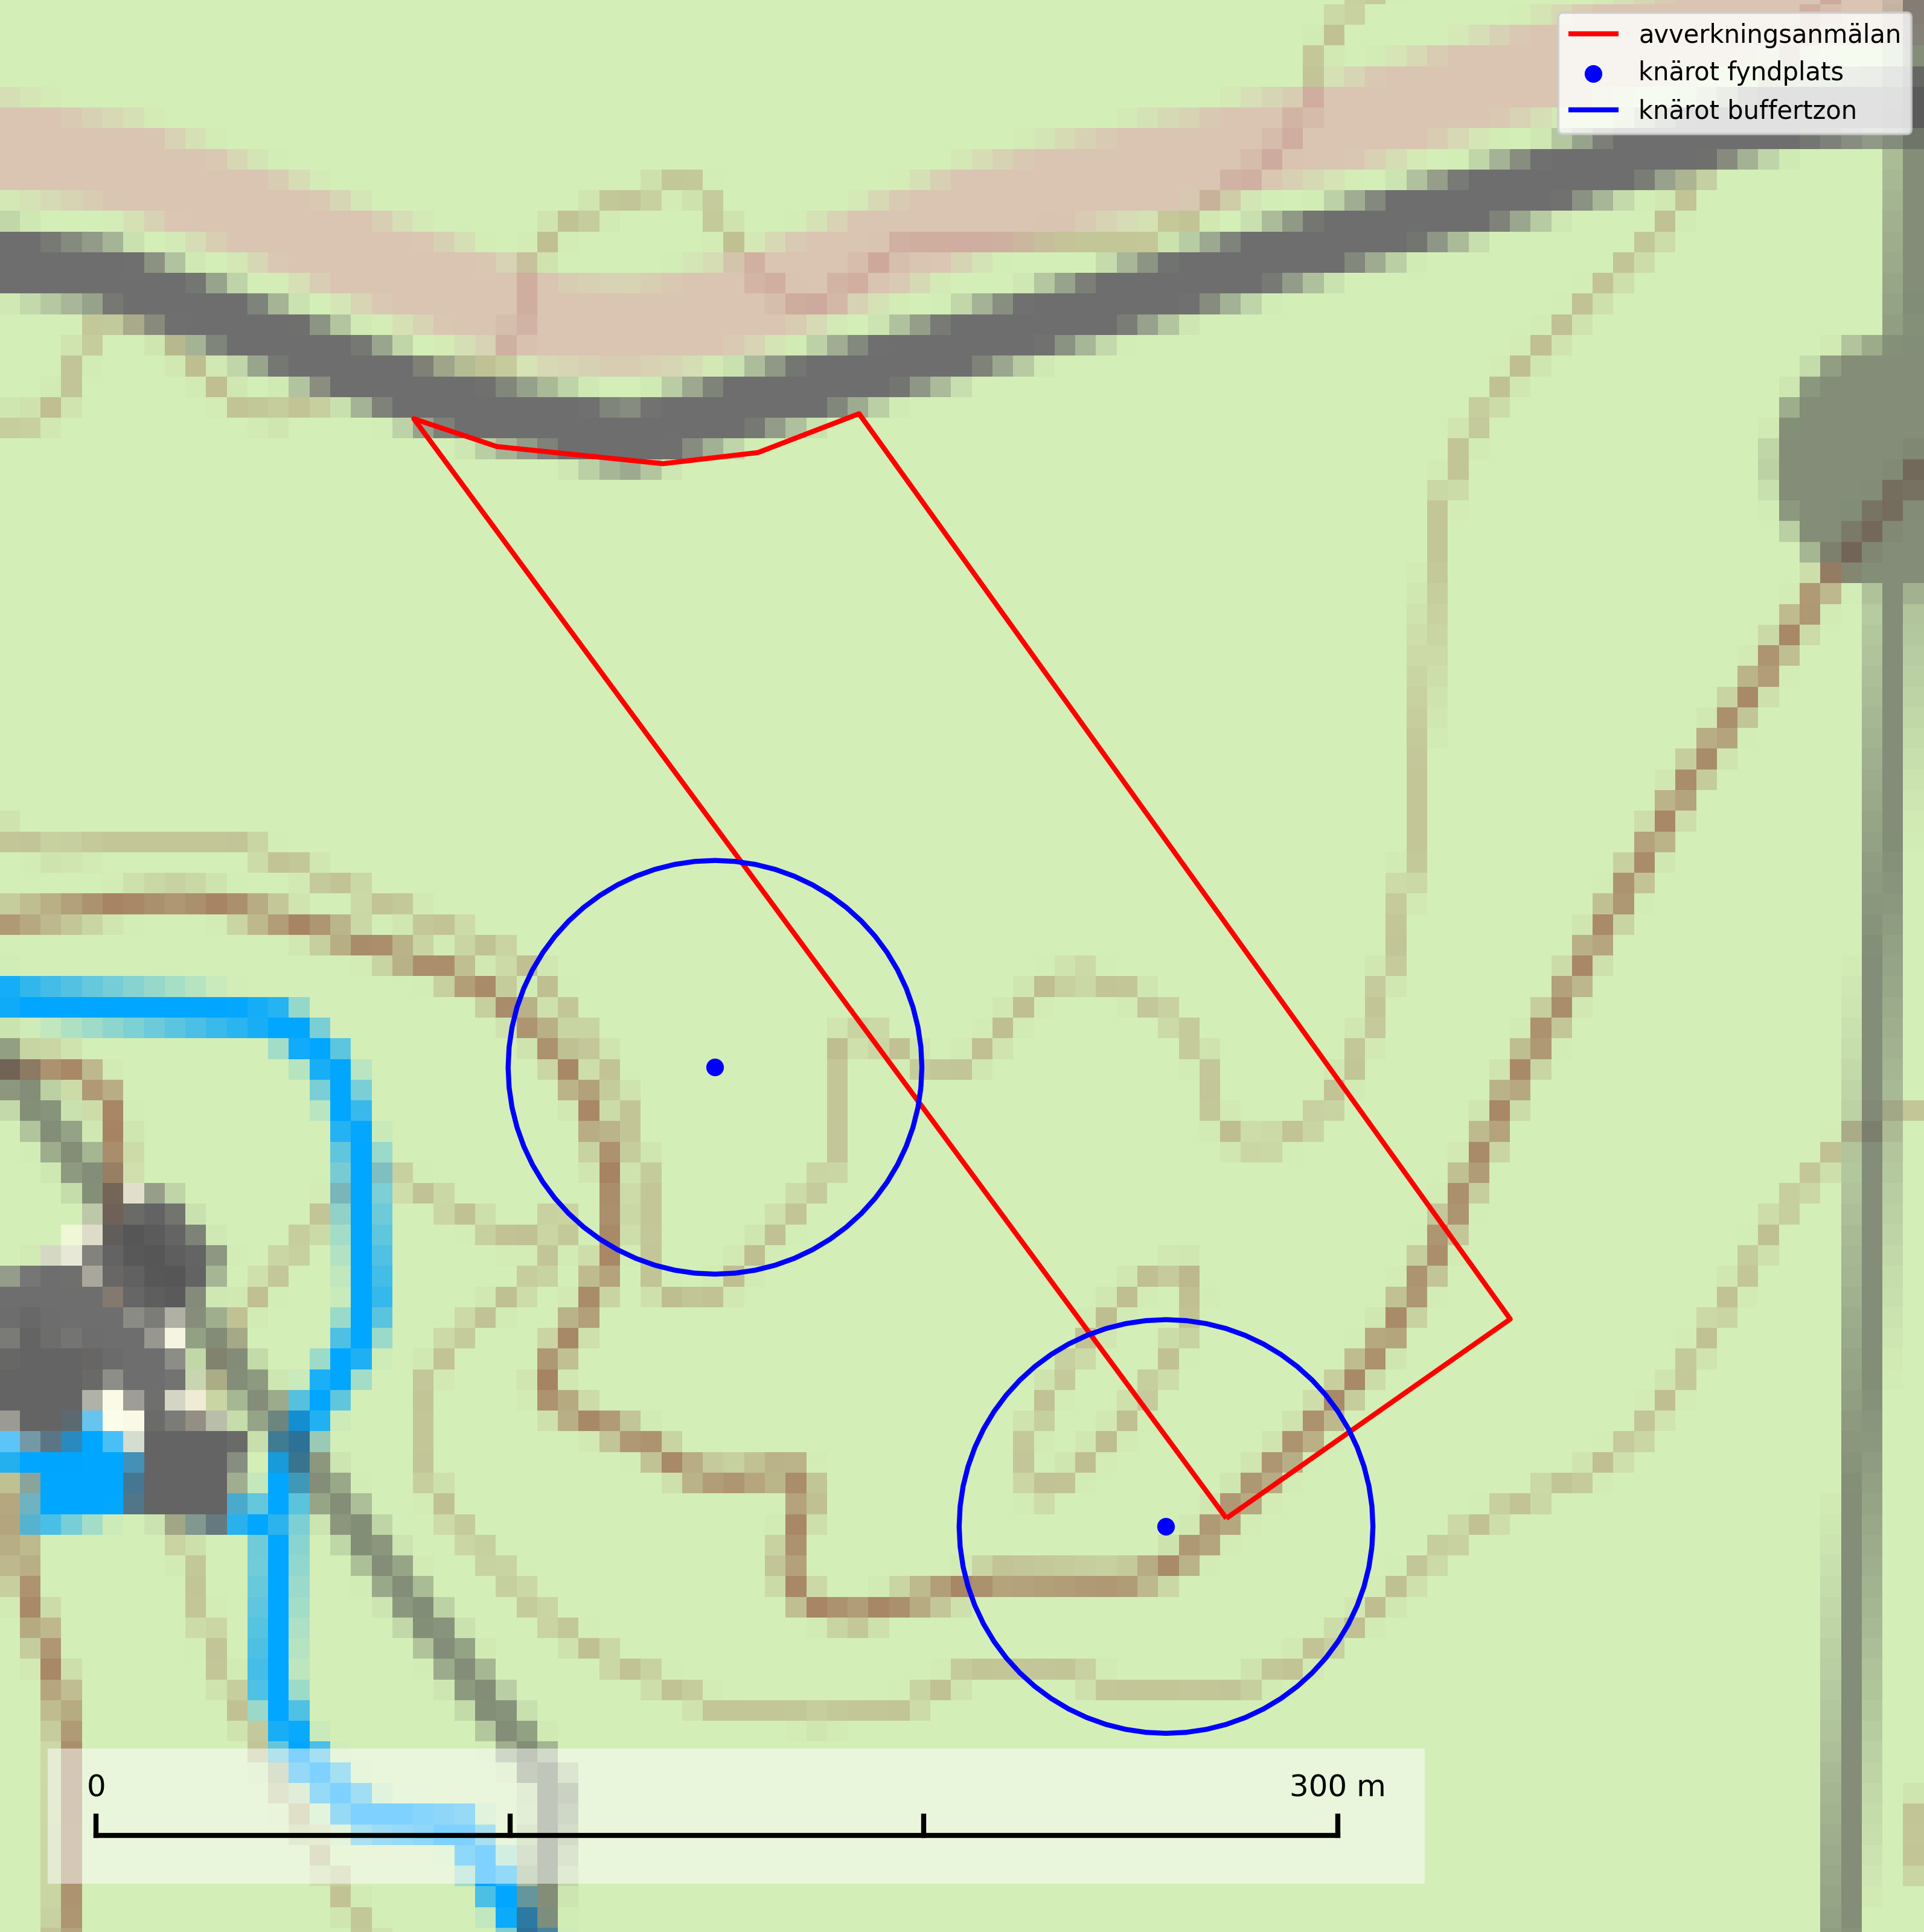 avverkningsanmälan
knärot fyndplats
knärot buffertzon
0 300 m